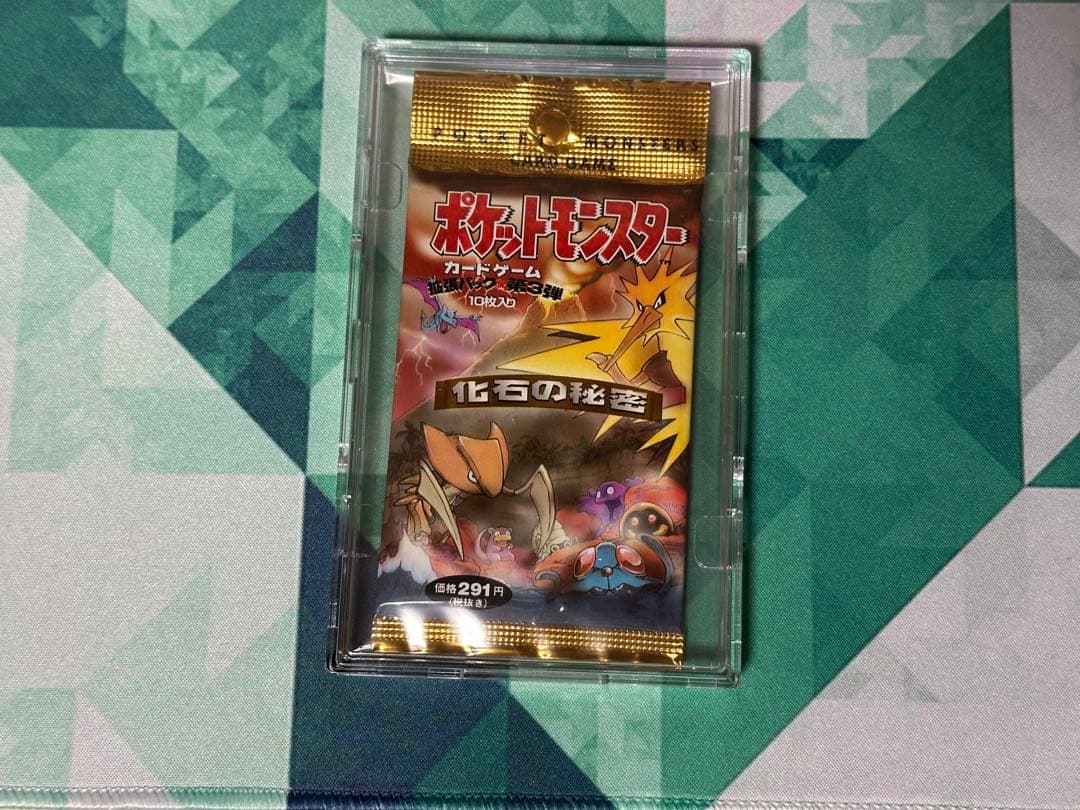 POCKET MONSTERS
CARD GAME
ポケットモンスター
TM
カードゲーム
拡張パック★第3弾
10枚入り
化石の秘密
価格291円
(税抜き)